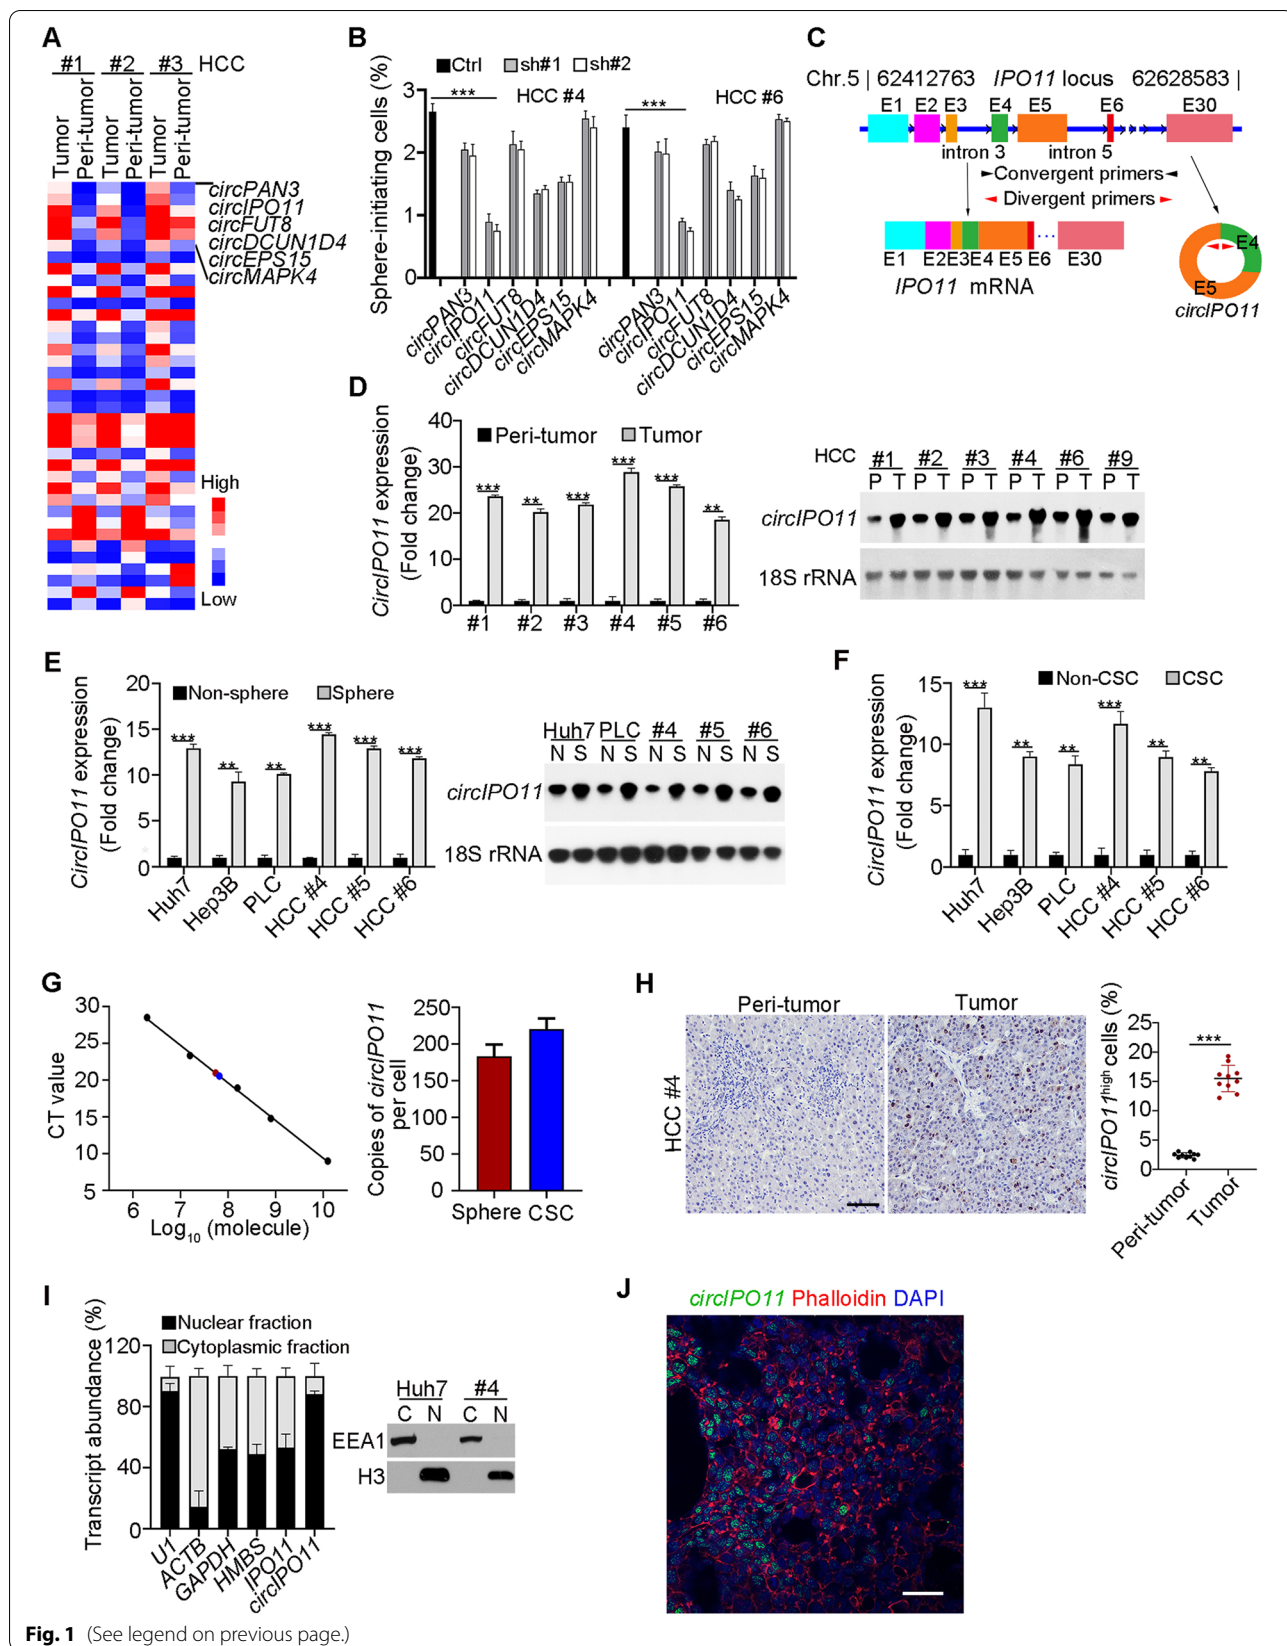 A
#1 #2 #3 HCC
Tumor
Peri-tumor
Tumor
Peri-tumor
Tumor
Peri-tumor
circPAN3
circIPO11
circFUT8
circDCUN1D4
circEPS15
circMAPK4
High
Low
B
Ctrl sh#1 sh#2
Sphere-initiating cells (%)
3
2
1
0
*** HCC #4
*** HCC #6
circPAN3
circIPO11
circFUT8
circDCUN1D4
circEPS15
circMAPK4
circPAN3
circIPO11
circFUT8
circDCUN1D4
circEPS15
circMAPK4
C
Chr.5 | 62412763 IPO11 locus 62628583 |
E1 E2 E3 E4 E5 E6 E30
intron 3 intron 5
Convergent primers
Divergent primers
E1 E2 E3 E4 E5 E6 E30
IPO11 mRNA
E4
E5
circIPO11
D
CircIPO11 expression
(Fold change)
40
30
20
10
0
Peri-tumor Tumor
*** ** *** *** *** **
#1 #2 #3 #4 #5 #6
HCC #1 #2 #3 #4 #6 #9
P T P T P T P T P T P T
circIPO11
18S rRNA
E
CircIPO11 expression
(Fold change)
20
15
10
5
0
Non-sphere Sphere
*** ** ** *** *** ***
Huh7
Hep3B
PLC
HCC #4
HCC #5
HCC #6
Huh7 PLC #4 #5 #6
N S N S N S N S N S
circIPO11
18S rRNA
F
CircIPO11 expression
(Fold change)
15
10
5
0
Non-CSC CSC
*** ** ** *** ** **
Huh7
Hep3B
PLC
HCC #4
HCC #5
HCC #6
G
CT value
30
25
20
15
10
5
6 7 8 9 10
Log10 (molecule)
Copies of circIPO11
per cell
250
200
150
100
50
0
Sphere CSC
H
Peri-tumor Tumor
HCC #4
circIPO11high cells (%)
25
20
15
10
5
0
***
Peri-tumor
Tumor
I
Nuclear fraction
Cytoplasmic fraction
Transcript abundance (%)
120
80
40
0
U1
ACTB
GAPDH
HMBS
IPO11
circIPO11
Huh7 #4
C N C N
EEA1
H3
J
circIPO11 Phalloidin DAPI
Fig. 1 (See legend on previous page.)